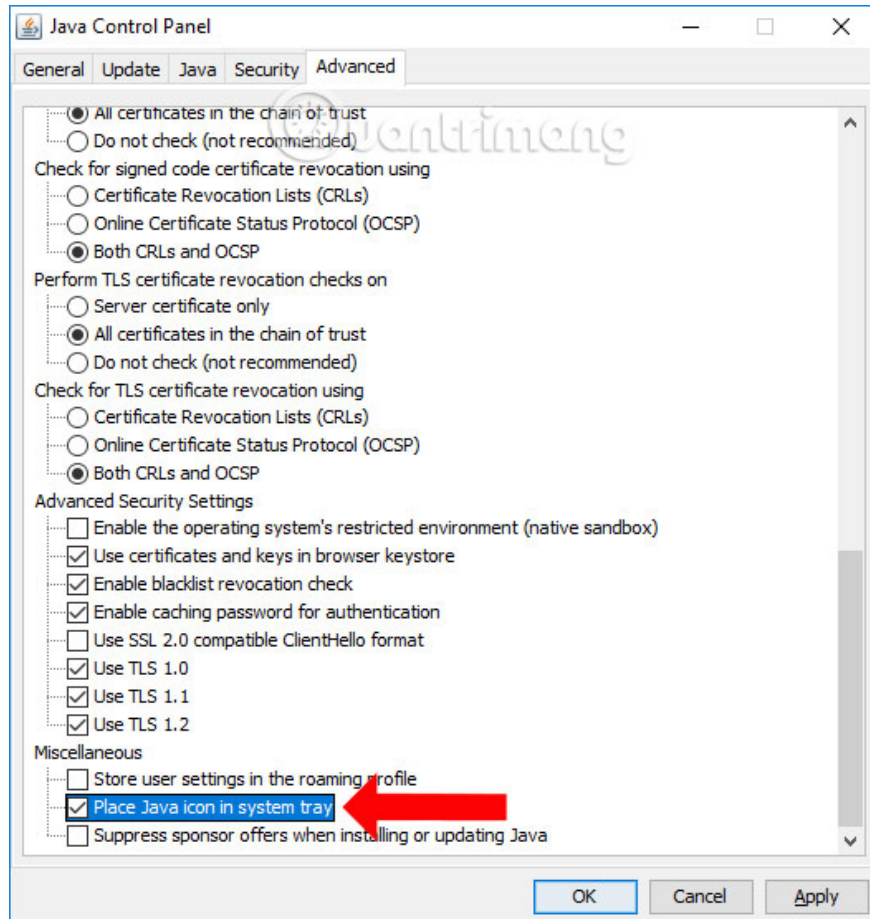 Java Control Panel
General Update Java Security Advanced
All certificates in the chain of trust
Do not check (not recommended)
Quantrimang
Check for signed code certificate revocation using
Certificate Revocation Lists (CRLs)
Online Certificate Status Protocol (OCSP)
Both CRLs and OCSP
Perform TLS certificate revocation checks on
Server certificate only
All certificates in the chain of trust
Do not check (not recommended)
Check for TLS certificate revocation using
Certificate Revocation Lists (CRLs)
Online Certificate Status Protocol (OCSP)
Both CRLs and OCSP
Advanced Security Settings
Enable the operating system's restricted environment (native sandbox)
Use certificates and keys in browser keystore
Enable blacklist revocation check
Enable caching password for authentication
Use SSL 2.0 compatible ClientHello format
Use TLS 1.0
Use TLS 1.1
Use TLS 1.2
Miscellaneous
Store user settings in the roaming profile
Place Java icon in system tray
Suppress sponsor offers when installing or updating Java
OK Cancel Apply